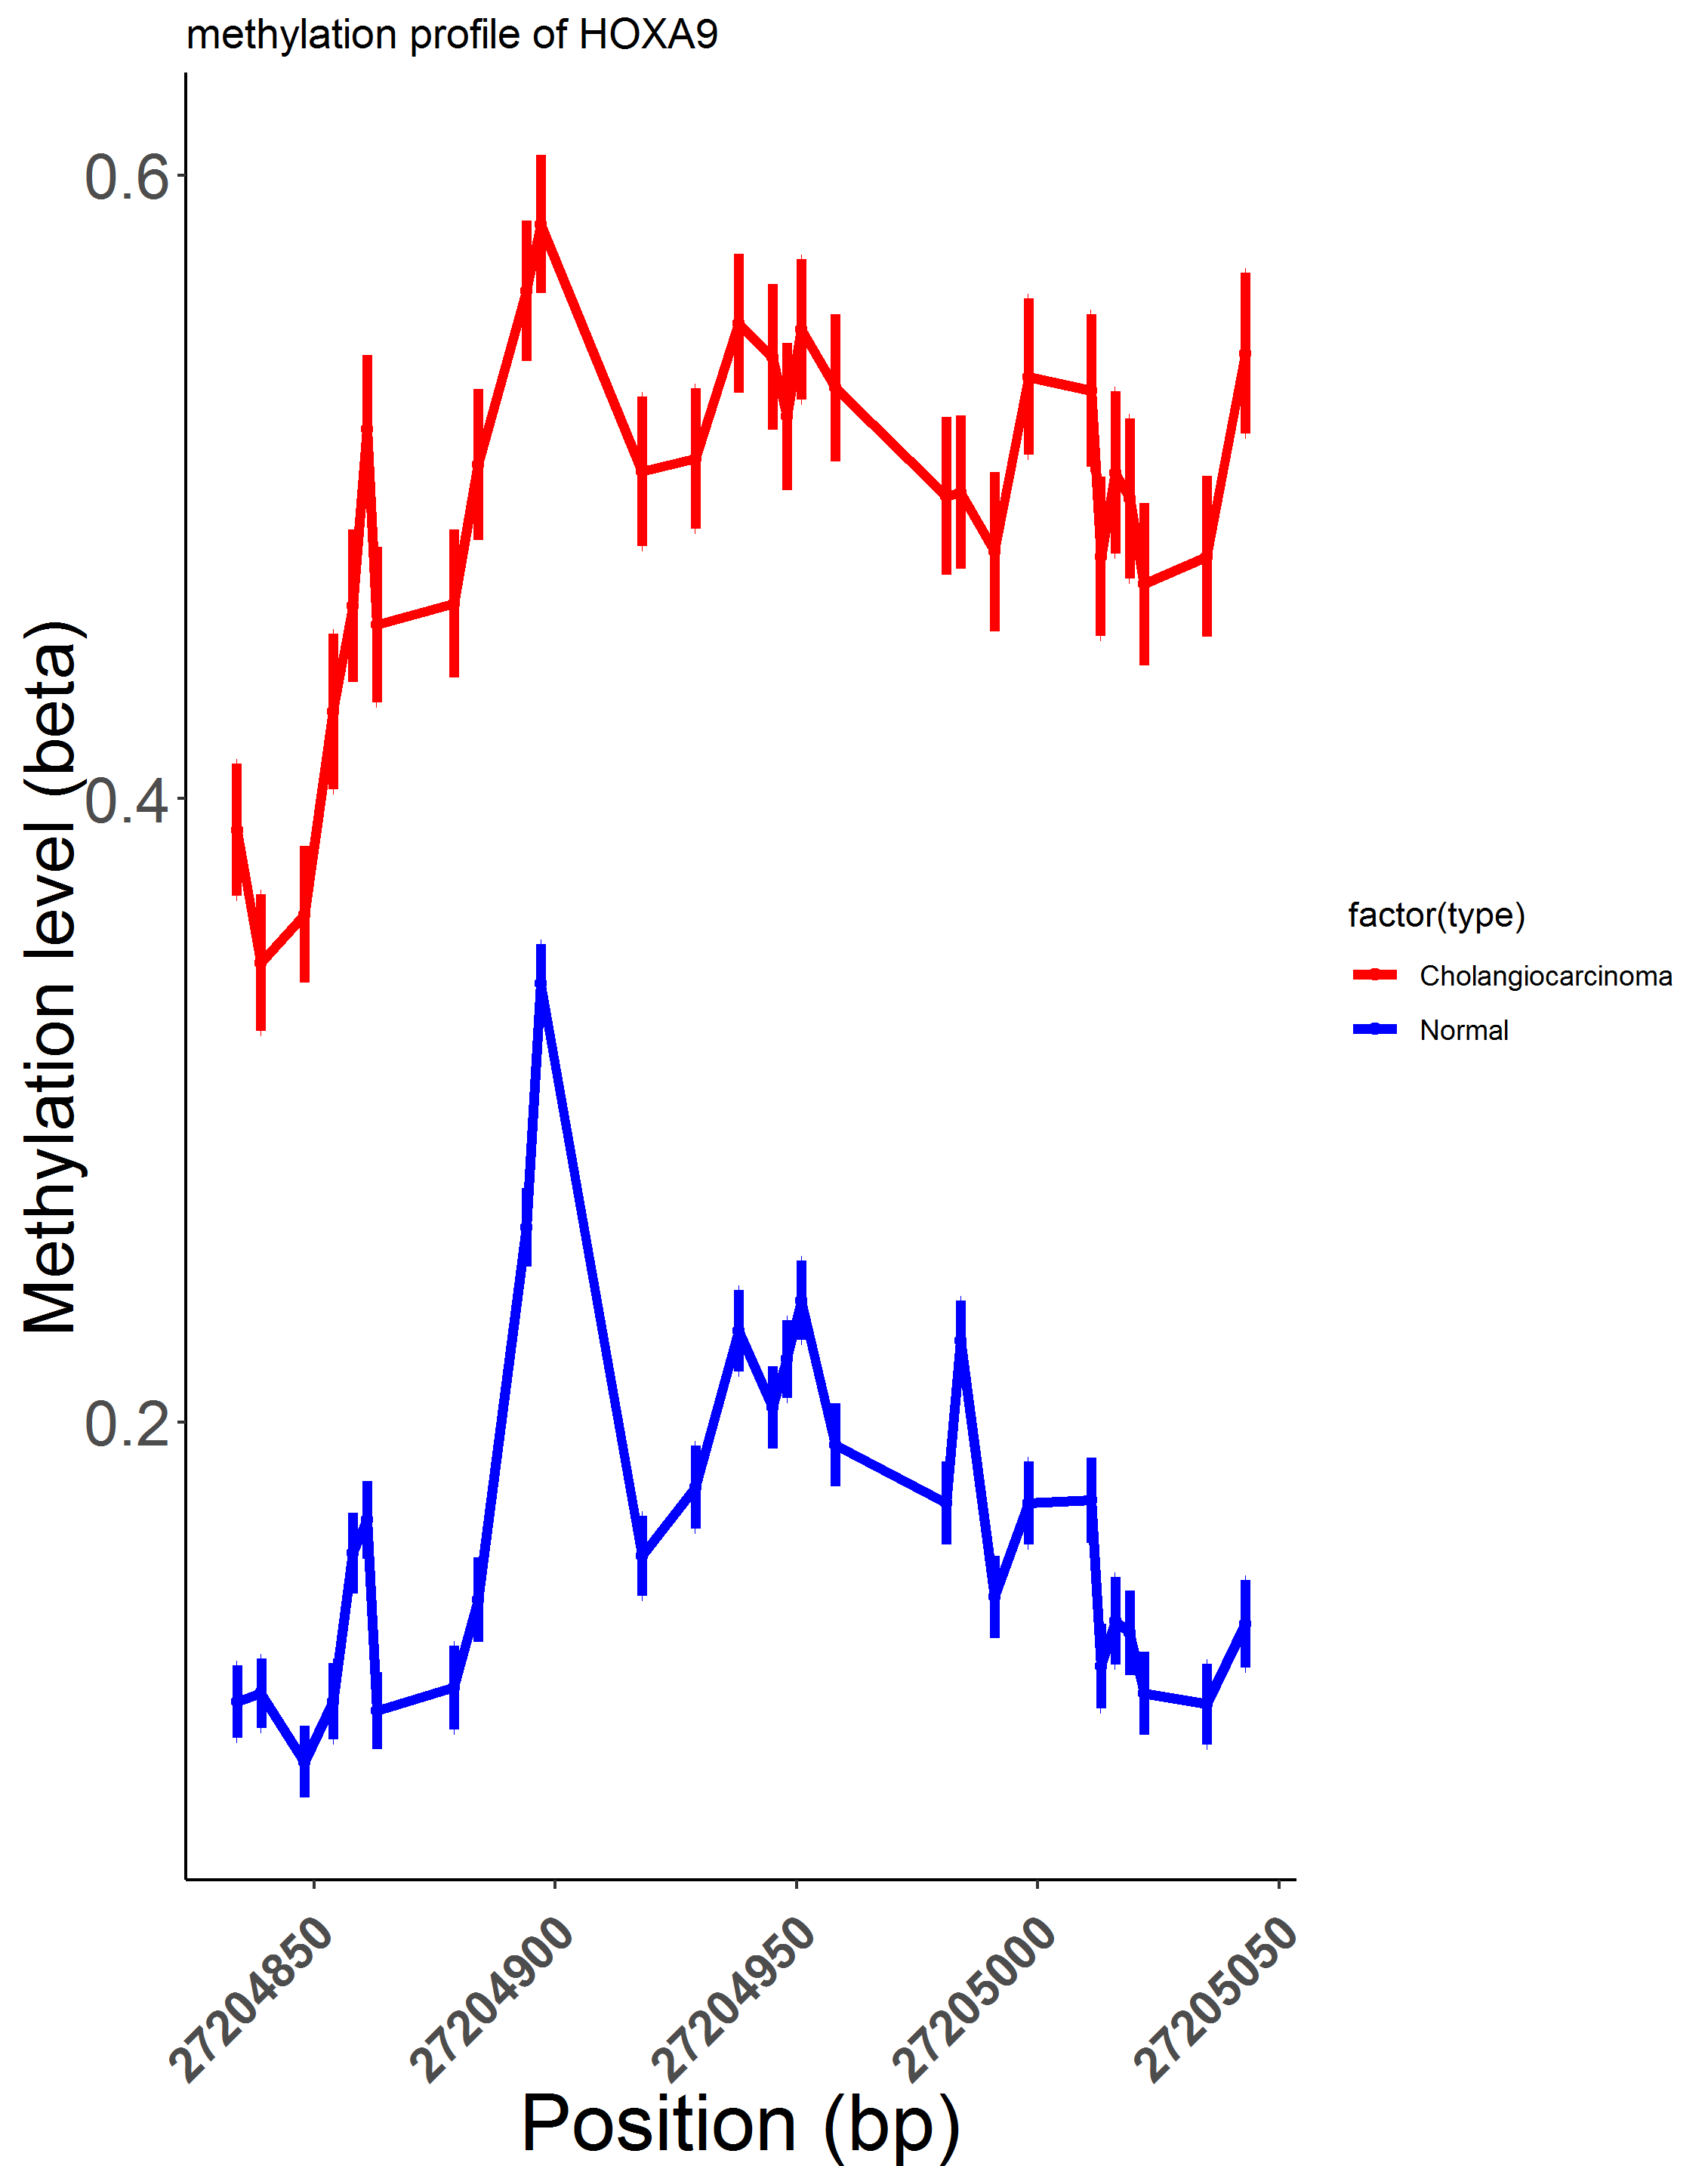 methylation profile of HOXA9
Methylation level (beta)
0.6
0.4
0.2
27204850
27204900
27204950
27205000
27205050
Position (bp)
factor(type)
Cholangiocarcinoma
Normal